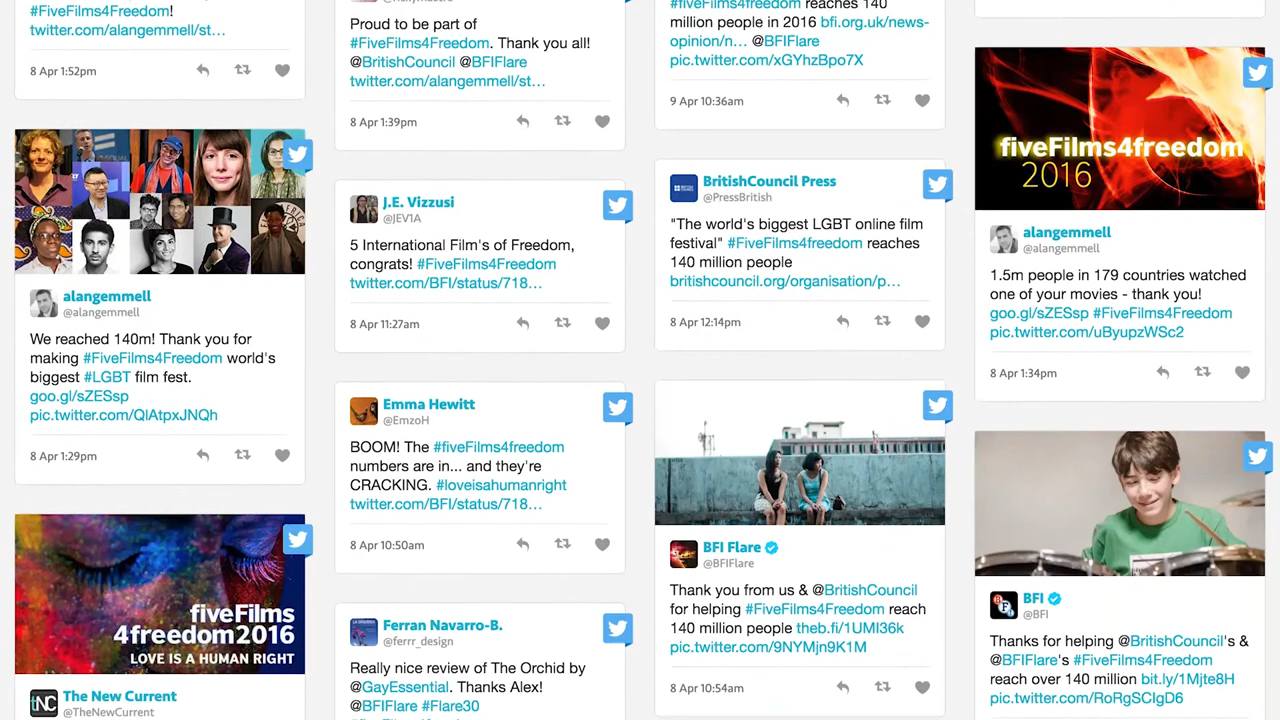 #FiveFilms4Freedom!
twitter.com/alangemmell/st…
8 Apr 1:52pm
alangemmell
@alangemmell
We reached 140m! Thank you for
making #FiveFilms4Freedom world's
biggest #LGBT film fest.
goo.gl/sZESsp
pic.twitter.com/QlAtpxJNQh
8 Apr 1:29pm
fiveFilms
4freedom2016
LOVE IS A HUMAN RIGHT
tNC
The New Current
@TheNewCurrent
Proud to be part of
#FiveFilms4Freedom. Thank you all!
@BritishCouncil @BFIFlare
twitter.com/alangemmell/st…
8 Apr 1:39pm
J.E. Vizzusi
@JEV1A
5 International Film's of Freedom,
congrats! #FiveFilms4Freedom
twitter.com/BFI/status/718…
8 Apr 11:27am
Emma Hewitt
@EmzoH
BOOM! The #fiveFilms4freedom
numbers are in... and they're
CRACKING. #loveisahumanright
twitter.com/BFI/status/718…
8 Apr 10:50am
Ferran Navarro-B.
@ferrr_design
Really nice review of The Orchid by
@GayEssential. Thanks Alex!
@BFIFlare #Flare30
#fiveFilms4freedom reaches 140
million people in 2016 bfi.org.uk/news-
opinion/n… @BFIFlare
pic.twitter.com/xGYhzBpo7X
9 Apr 10:36am
BritishCouncil Press
@PressBritish
"The world's biggest LGBT online film
festival" #FiveFilms4freedom reaches
140 million people
britishcouncil.org/organisation/p…
8 Apr 12:14pm
BFI Flare
@BFIFlare
Thank you from us & @BritishCouncil
for helping #FiveFilms4Freedom reach
140 million people theb.fi/1UMI36k
pic.twitter.com/9NYMjn9K1M
8 Apr 10:54am
fiveFilms4freedom
2016
alangemmell
@alangemmell
1.5m people in 179 countries watched
one of your movies - thank you!
goo.gl/sZESsp #FiveFilms4Freedom
pic.twitter.com/uByupzWSc2
8 Apr 1:34pm
BFI
@BFI
Thanks for helping @BritishCouncil's &
@BFIFlare's #FiveFilms4Freedom
reach over 140 million bit.ly/1Mjte8H
pic.twitter.com/RoRgSCIgD6